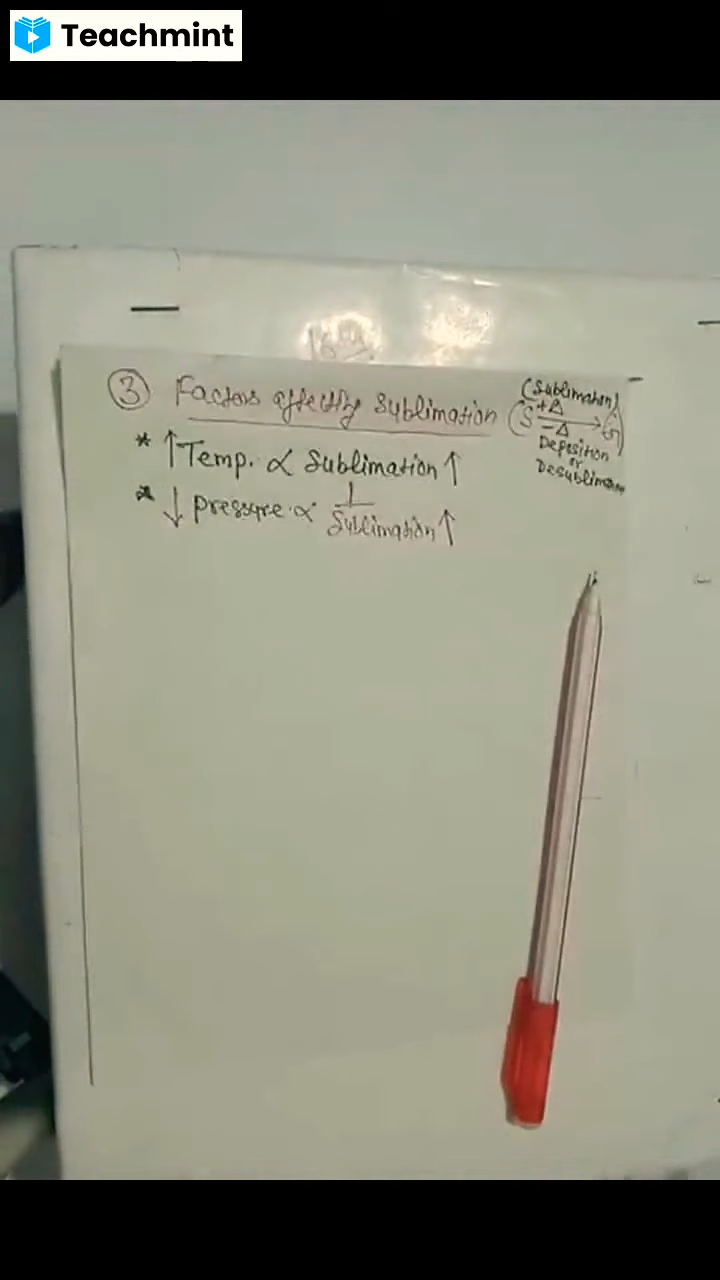 Teachmint
③ Factors affecting Sublimation
(Sublimation)
S +Δ → G
-Δ
Deposition
or
Desublimation
* ↑Temp. ∝ Sublimation↑
* ↓ Pressure ∝ 1/Sublimation↑